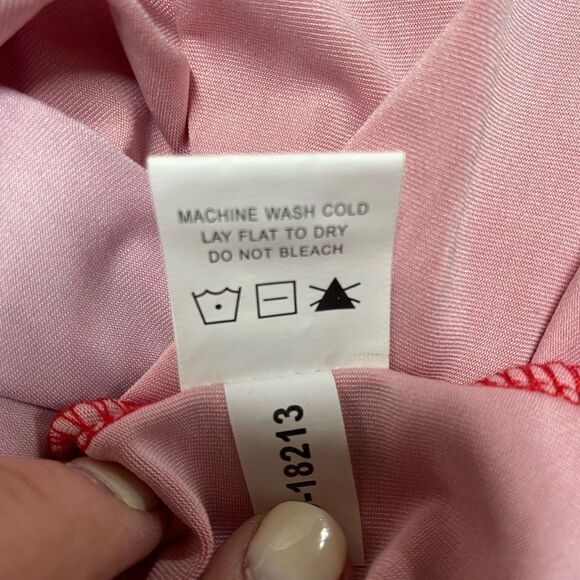 MACHINE WASH COLD
LAY FLAT TO DRY
DO NOT BLEACH
-18213